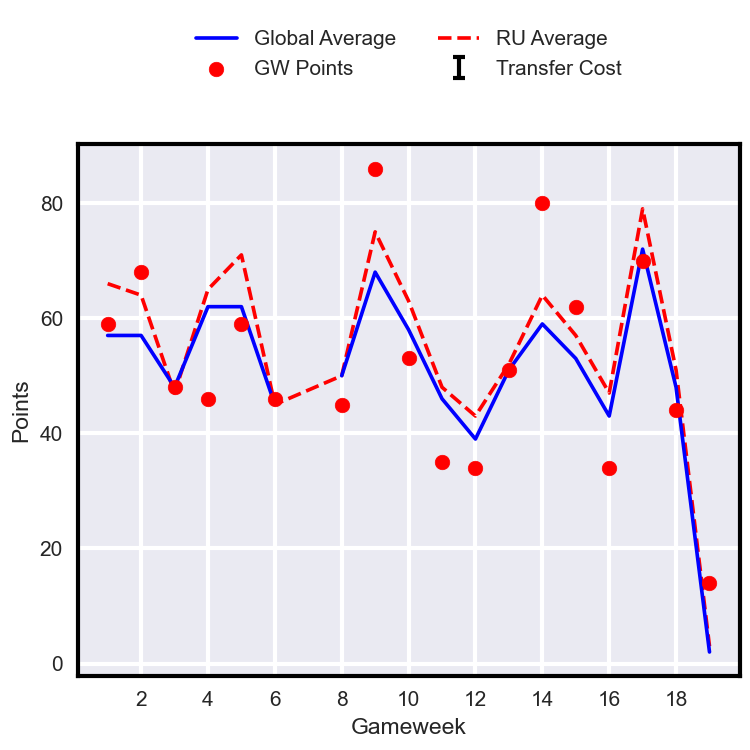 Global Average RU Average
GW Points Transfer Cost
80
60
40
20
0
Points
2 4 6 8 10 12 14 16 18
Gameweek